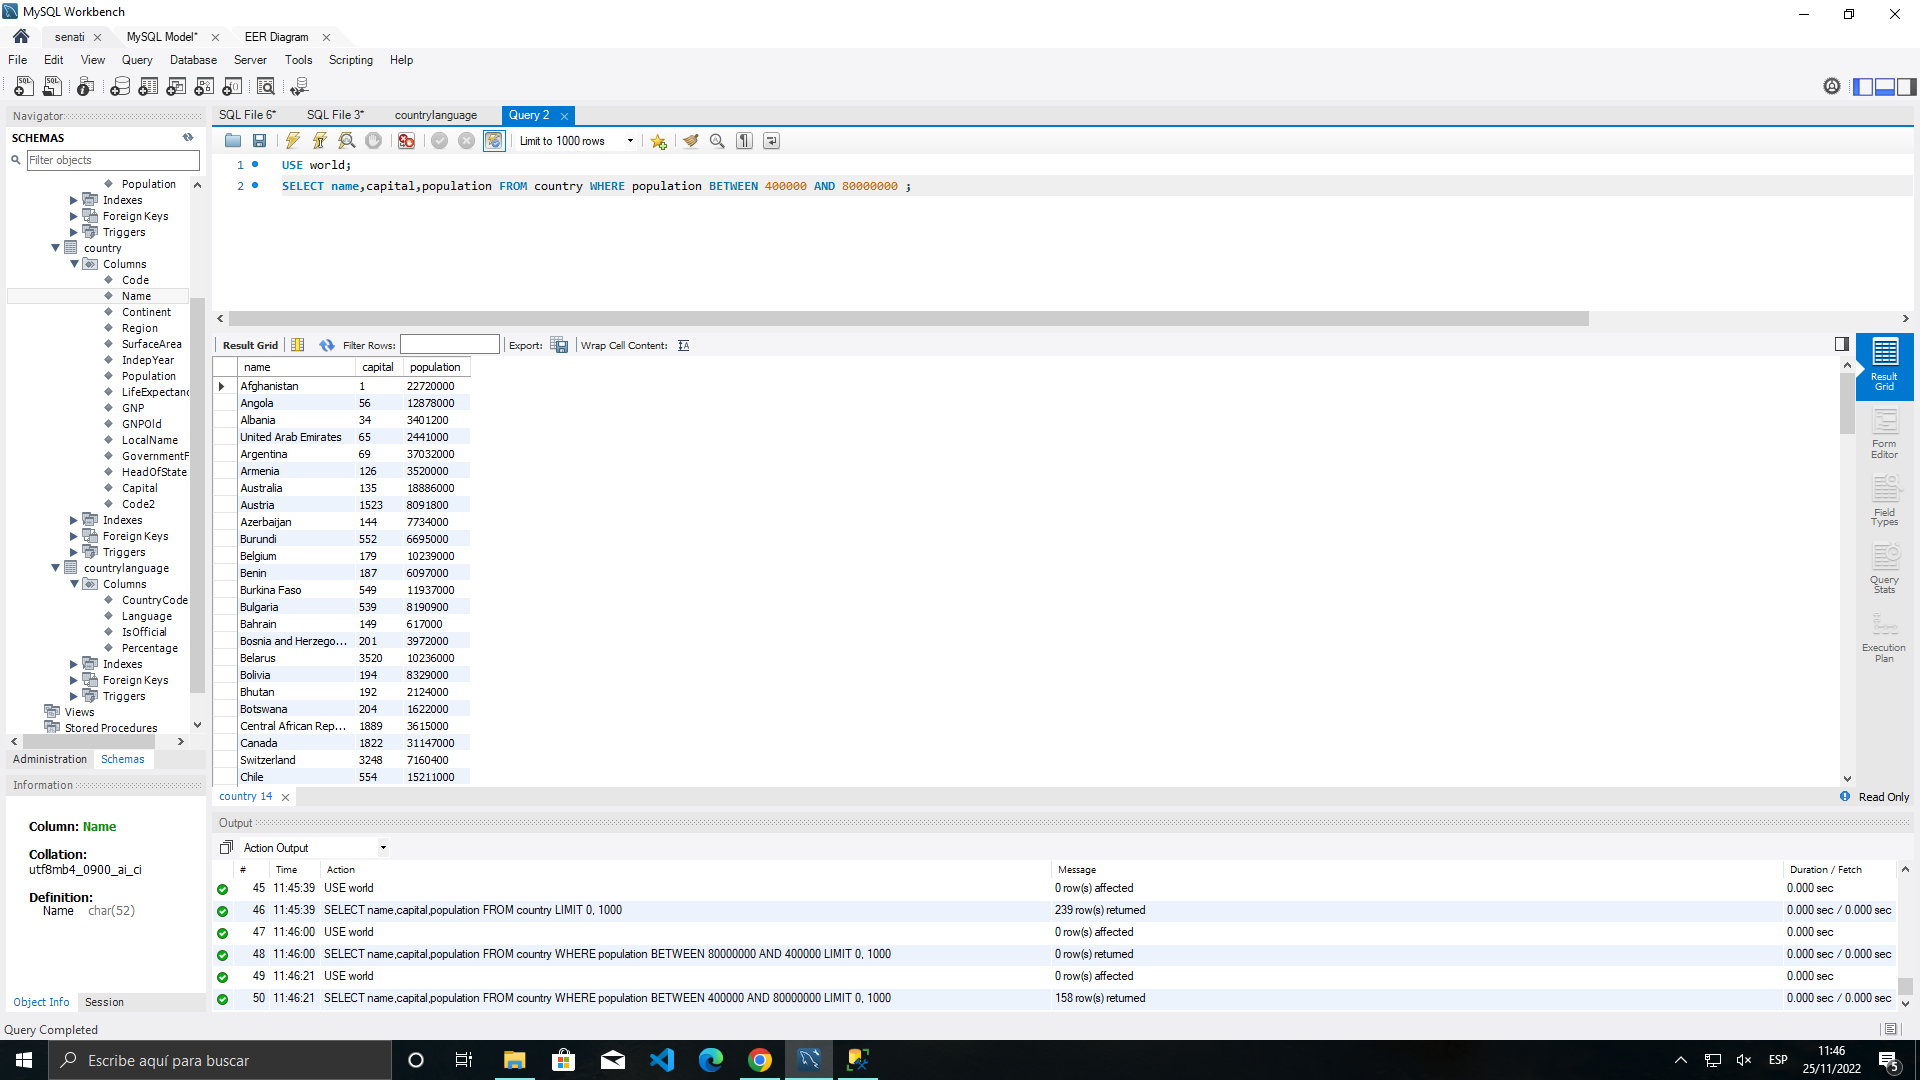 MySQL Workbench
senati
MySQL Model*
EER Diagram
File Edit View Query Database Server Tools Scripting Help
Navigator
SCHEMAS
Filter objects
Population
Indexes
Foreign Keys
Triggers
country
Columns
Code
Name
Continent
Region
SurfaceArea
IndepYear
Population
LifeExpectanc
GNP
GNPOld
LocalName
GovernmentF
HeadOfState
Capital
Code2
Indexes
Foreign Keys
Triggers
countrylanguage
Columns
CountryCode
Language
IsOfficial
Percentage
Indexes
Foreign Keys
Triggers
Views
Stored Procedures
Administration Schemas
Information
Column: Name
Collation:
utf8mb4_0900_ai_ci
Definition:
Name char(52)
Object Info Session
Query Completed
SQL File 6* SQL File 3* countrylanguage Query 2
Limit to 1000 rows
1 USE world;
2 SELECT name,capital,population FROM country WHERE population BETWEEN 400000 AND 80000000 ;
Result Grid Filter Rows: Export: Wrap Cell Content:
name capital population
Afghanistan 1 22720000
Angola 56 12878000
Albania 34 3401200
United Arab Emirates 65 2441000
Argentina 69 37032000
Armenia 126 3520000
Australia 135 18886000
Austria 1523 8091800
Azerbaijan 144 7734000
Burundi 552 6695000
Belgium 179 10239000
Benin 187 6097000
Burkina Faso 549 11937000
Bulgaria 539 8190900
Bahrain 149 617000
Bosnia and Herzego... 201 3972000
Belarus 3520 10236000
Bolivia 194 8329000
Bhutan 192 2124000
Botswana 204 1622000
Central African Rep... 1889 3615000
Canada 1822 31147000
Switzerland 3248 7160400
Chile 554 15211000
Result
Grid
Form
Editor
Field
Types
Query
Stats
Execution
Plan
country 14
Read Only
Output
Action Output
# Time Action Message Duration / Fetch
45 11:45:39 USE world 0 row(s) affected 0.000 sec
46 11:45:39 SELECT name,capital,population FROM country LIMIT 0, 1000 239 row(s) returned 0.000 sec / 0.000 sec
47 11:46:00 USE world 0 row(s) affected 0.000 sec
48 11:46:00 SELECT name,capital,population FROM country WHERE population BETWEEN 80000000 AND 400000 LIMIT 0, 1000 0 row(s) returned 0.000 sec / 0.000 sec
49 11:46:21 USE world 0 row(s) affected 0.000 sec
50 11:46:21 SELECT name,capital,population FROM country WHERE population BETWEEN 400000 AND 80000000 LIMIT 0, 1000 158 row(s) returned 0.000 sec / 0.000 sec
Escribe aquí para buscar
ESP
11:46
25/11/2022
5